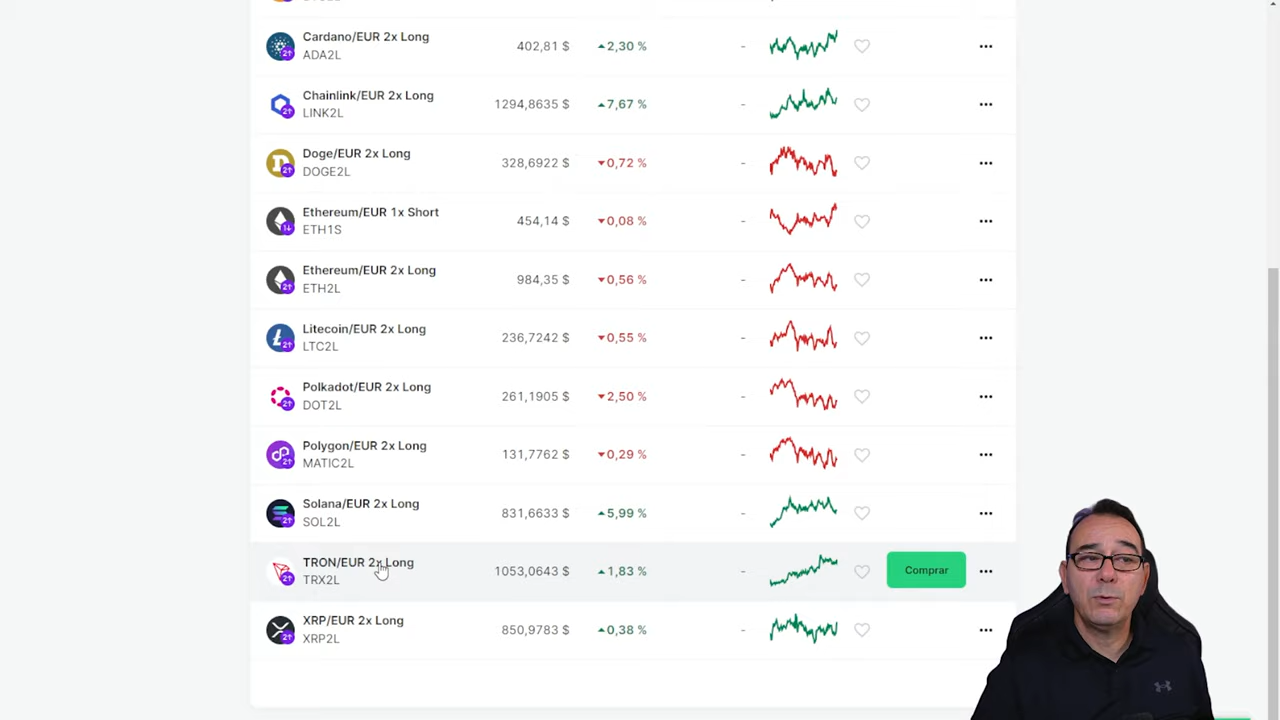 Cardano/EUR 2x Long
ADA2L
402,81 $
2,30 %
-
Chainlink/EUR 2x Long
LINK2L
1294,8635 $
7,67 %
-
Doge/EUR 2x Long
DOGE2L
328,6922 $
0,72 %
-
Ethereum/EUR 1x Short
ETH1S
454,14 $
0,08 %
-
Ethereum/EUR 2x Long
ETH2L
984,35 $
0,56 %
-
Litecoin/EUR 2x Long
LTC2L
236,7242 $
0,55 %
-
Polkadot/EUR 2x Long
DOT2L
261,1905 $
2,50 %
-
Polygon/EUR 2x Long
MATIC2L
131,7762 $
0,29 %
-
Solana/EUR 2x Long
SOL2L
831,6633 $
5,99 %
-
TRON/EUR 2x Long
TRX2L
1053,0643 $
1,83 %
-
Comprar
XRP/EUR 2x Long
XRP2L
850,9783 $
0,38 %
-